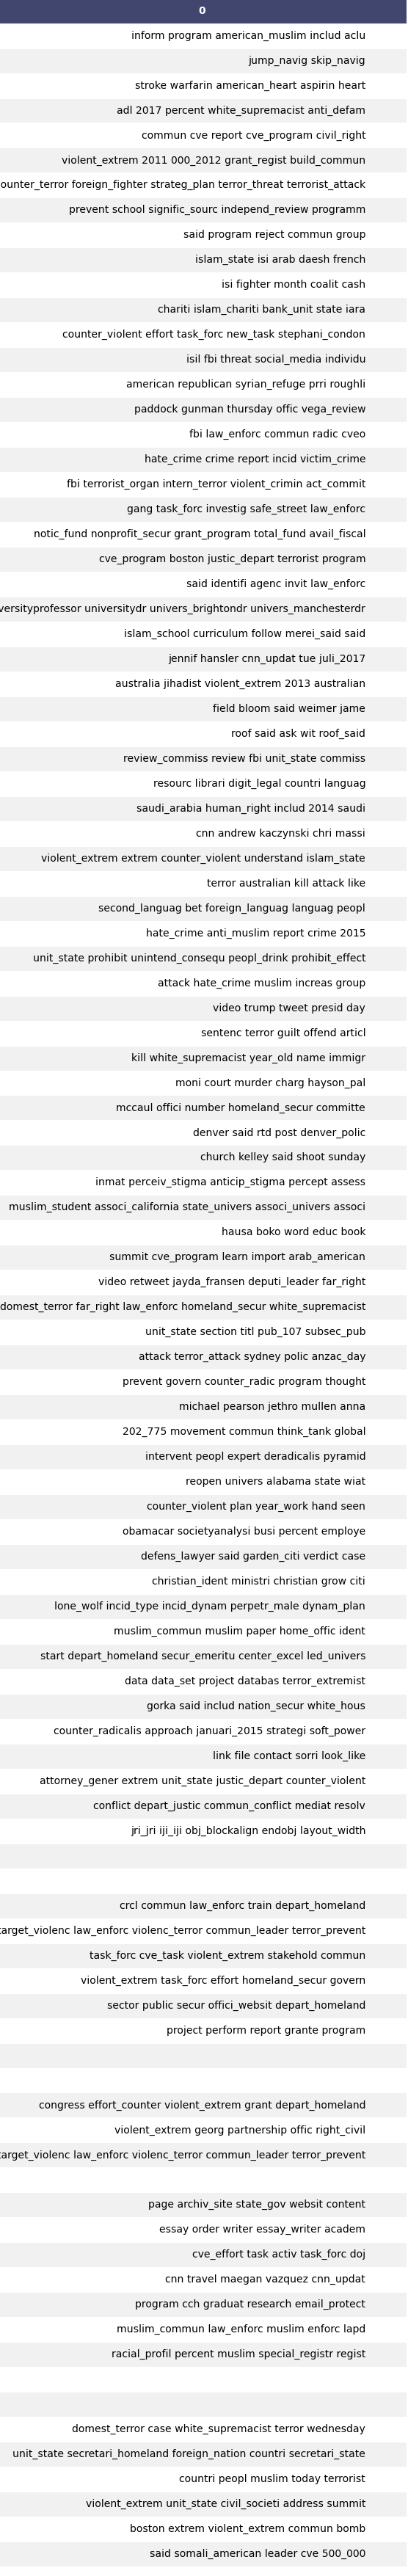 0
inform program american_muslim includ aclu
jump_navig skip_navig
stroke warfarin american_heart aspirin heart
adl 2017 percent white_supremacist anti_defam
commun cve report cve_program civil_right
violent_extrem 2011 000_2012 grant_regist build_commun
ounter_terror foreign_fighter strateg_plan terror_threat terrorist_attack
prevent school signific_sourc independ_review programm
said program reject commun group
islam_state isi arab daesh french
isi fighter month coalit cash
chariti islam_chariti bank_unit state iara
counter_violent effort task_forc new_task stephani_condon
isil fbi threat social_media individu
american republican syrian_refuge prri roughli
paddock gunman thursday offic vega_review
fbi law_enforc commun radic cveo
hate_crime crime report incid victim_crime
fbi terrorist_organ intern_terror violent_crimin act_commit
gang task_forc investig safe_street law_enforc
notic_fund nonprofit_secur grant_program total_fund avail_fiscal
cve_program boston justic_depart terrorist program
said identifi agenc invit law_enforc
versityprofessor universitydr univers_brightondr univers_manchesterdr
islam_school curriculum follow merei_said said
jennif hansler cnn_updat tue juli_2017
australia jihadist violent_extrem 2013 australian
field bloom said weimer jame
roof said ask wit roof_said
review_commiss review fbi unit_state commiss
resourc librari digit_legal countri languag
saudi_arabia human_right includ 2014 saudi
cnn andrew kaczynski chri massi
violent_extrem extrem counter_violent understand islam_state
terror australian kill attack like
second_languag bet foreign_languag languag peopl
hate_crime anti_muslim report crime 2015
unit_state prohibit unintend_consequ peopl_drink prohibit_effect
attack hate_crime muslim increas group
video trump tweet presid day
sentenc terror guilt offend articl
kill white_supremacist year_old name immigr
moni court murder charg hayson_pal
mccaul offici number homeland_secur committe
denver said rtd post denver_polic
church kelley said shoot sunday
inmat perceiv_stigma anticip_stigma percept assess
muslim_student associ_california state_univers associ_univers associ
hausa boko word educ book
summit cve_program learn import arab_american
video retweet jayda_fransen deputi_leader far_right
domest_terror far_right law_enforc homeland_secur white_supremacist
unit_state section titl pub_107 subsec_pub
attack terror_attack sydney polic anzac_day
prevent govern counter_radic program thought
michael pearson jethro mullen anna
202_775 movement commun think_tank global
intervent peopl expert deradicalis pyramid
reopen univers alabama state wiat
counter_violent plan year_work hand seen
obamacar societyanalysi busi percent employe
defens_lawyer said garden_citi verdict case
christian_ident ministri christian grow citi
lone_wolf incid_type incid_dynam perpetr_male dynam_plan
muslim_commun muslim paper home_offic ident
start depart_homeland secur_emeritu center_excel led_univers
data data_set project databas terror_extremist
gorka said includ nation_secur white_hous
counter_radicalis approach januari_2015 strategi soft_power
link file contact sorri look_like
attorney_gener extrem unit_state justic_depart counter_violent
conflict depart_justic commun_conflict mediat resolv
jri_jri iji_iji obj_blockalign endobj layout_width
crcl commun law_enforc train depart_homeland
target_violenc law_enforc violenc_terror commun_leader terror_prevent
task_forc cve_task violent_extrem stakehold commun
violent_extrem task_forc effort homeland_secur govern
sector public secur offici_websit depart_homeland
project perform report grante program
congress effort_counter violent_extrem grant depart_homeland
violent_extrem georg partnership offic right_civil
target_violenc law_enforc violenc_terror commun_leader terror_prevent
page archiv_site state_gov websit content
essay order writer essay_writer academ
cve_effort task activ task_forc doj
cnn travel maegan vazquez cnn_updat
program cch graduat research email_protect
muslim_commun law_enforc muslim enforc lapd
racial_profil percent muslim special_registr regist
domest_terror case white_supremacist terror wednesday
unit_state secretari_homeland foreign_nation countri secretari_state
countri peopl muslim today terrorist
violent_extrem unit_state civil_societi address summit
boston extrem violent_extrem commun bomb
said somali_american leader cve 500_000